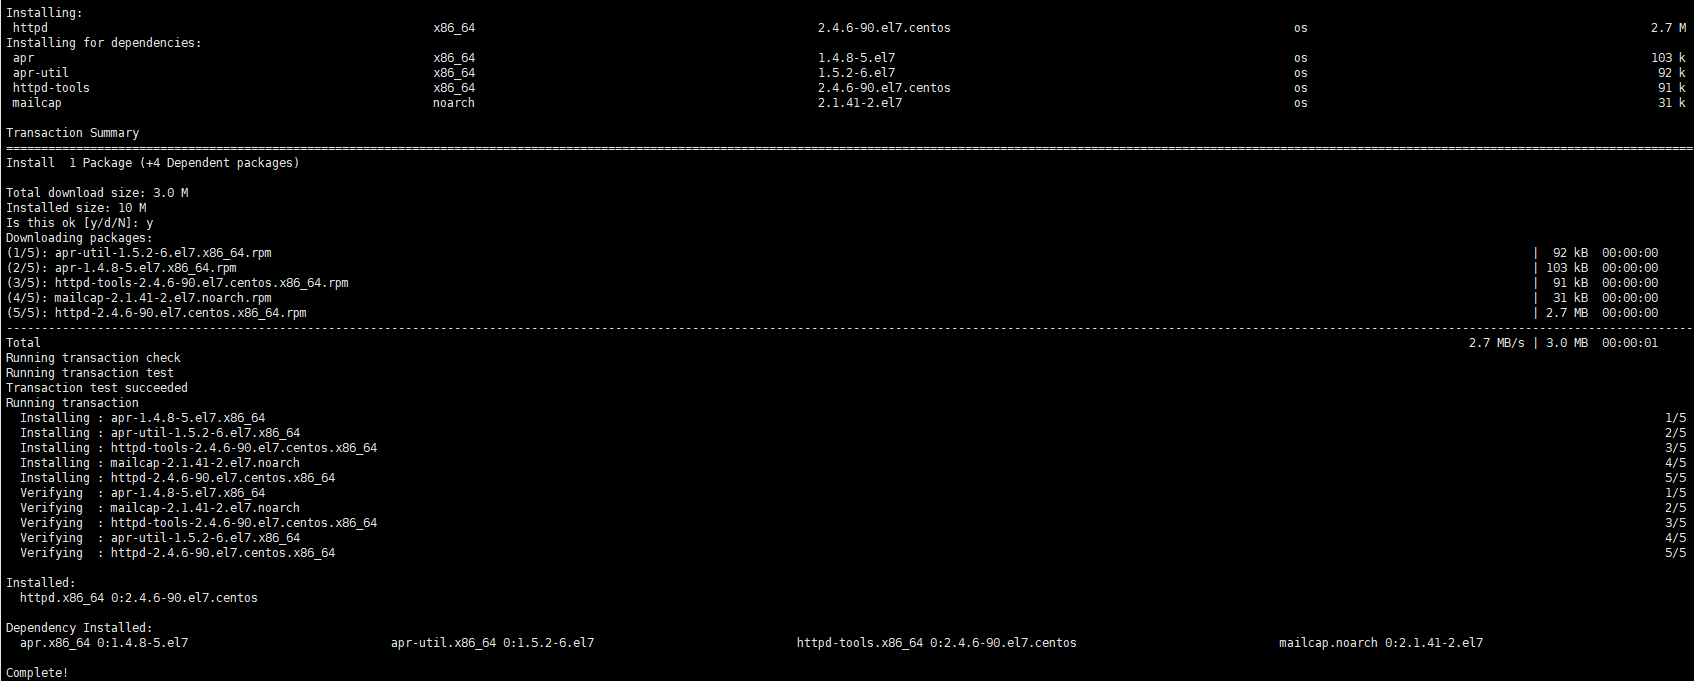 Installing:
httpd x86_64 2.4.6-90.el7.centos os 2.7 M
Installing for dependencies:
apr x86_64 1.4.8-5.el7 os 103 k
apr-util x86_64 1.5.2-6.el7 os 92 k
httpd-tools x86_64 2.4.6-90.el7.centos os 91 k
mailcap noarch 2.1.41-2.el7 os 31 k
Transaction Summary
================================================================================
Install  1 Package (+4 Dependent packages)
Total download size: 3.0 M
Installed size: 10 M
Is this ok [y/d/N]: y
Downloading packages:
(1/5): apr-util-1.5.2-6.el7.x86_64.rpm | 92 kB 00:00:00
(2/5): apr-1.4.8-5.el7.x86_64.rpm | 103 kB 00:00:00
(3/5): httpd-tools-2.4.6-90.el7.centos.x86_64.rpm | 91 kB 00:00:00
(4/5): mailcap-2.1.41-2.el7.noarch.rpm | 31 kB 00:00:00
(5/5): httpd-2.4.6-90.el7.centos.x86_64.rpm | 2.7 MB 00:00:00
--------------------------------------------------------------------------------
Total 2.7 MB/s | 3.0 MB 00:00:01
Running transaction check
Running transaction test
Transaction test succeeded
Running transaction
Installing : apr-1.4.8-5.el7.x86_64 1/5
Installing : apr-util-1.5.2-6.el7.x86_64 2/5
Installing : httpd-tools-2.4.6-90.el7.centos.x86_64 3/5
Installing : mailcap-2.1.41-2.el7.noarch 4/5
Installing : httpd-2.4.6-90.el7.centos.x86_64 5/5
Verifying  : apr-1.4.8-5.el7.x86_64 1/5
Verifying  : mailcap-2.1.41-2.el7.noarch 2/5
Verifying  : httpd-tools-2.4.6-90.el7.centos.x86_64 3/5
Verifying  : apr-util-1.5.2-6.el7.x86_64 4/5
Verifying  : httpd-2.4.6-90.el7.centos.x86_64 5/5
Installed:
httpd.x86_64 0:2.4.6-90.el7.centos
Dependency Installed:
apr.x86_64 0:1.4.8-5.el7 apr-util.x86_64 0:1.5.2-6.el7 httpd-tools.x86_64 0:2.4.6-90.el7.centos mailcap.noarch 0:2.1.41-2.el7
Complete!